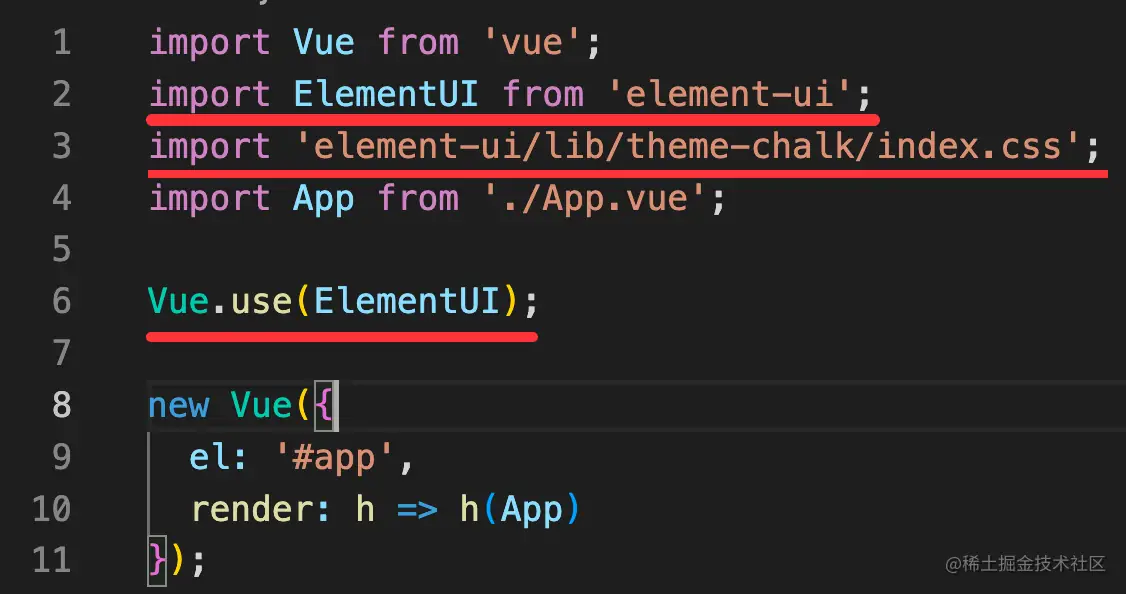 1 import Vue from 'vue';
2 import ElementUI from 'element-ui';
3 import 'element-ui/lib/theme-chalk/index.css';
4 import App from './App.vue';
5
6 Vue.use(ElementUI);
7
8 new Vue({
9   el: '#app',
10   render: h => h(App)
11 });
@稀土掘金技术社区